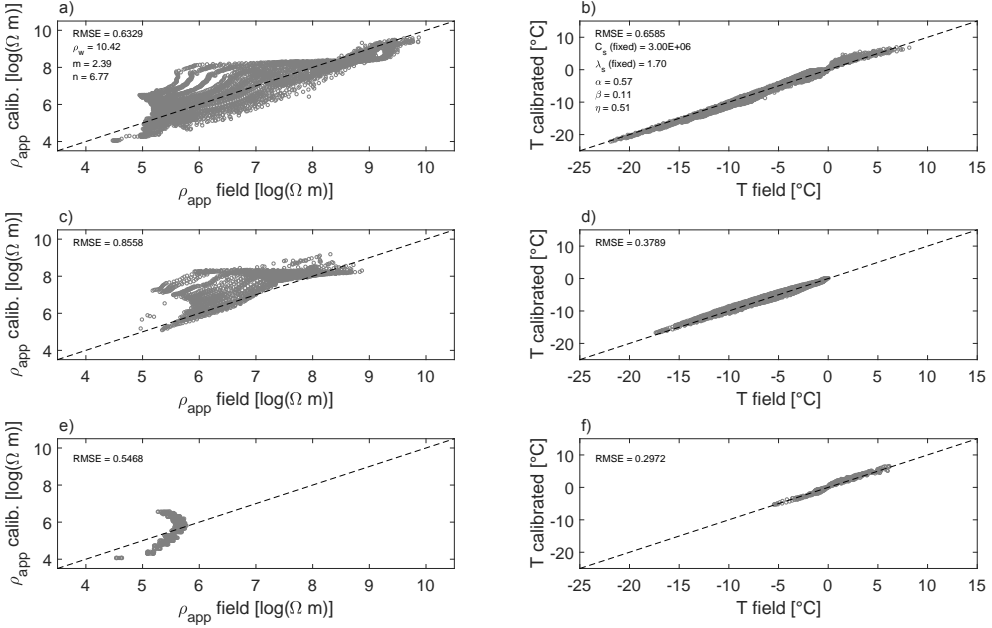 a)
10
8
6
4
ρapp calib. [log(Ω m)]
RMSE = 0.6329
ρw = 10.42
m = 2.39
n = 6.77
4 5 6 7 8 9 10
ρapp field [log(Ω m)]
b)
10
0
-10
-20
T calibrated [°C]
RMSE = 0.6585
Cs (fixed) = 3.00E+06
λs (fixed) = 1.70
α = 0.57
β = 0.11
η = 0.51
-25 -20 -15 -10 -5 0 5 10 15
T field [°C]
c)
10
8
6
4
ρapp calib. [log(Ω m)]
RMSE = 0.8558
4 5 6 7 8 9 10
ρapp field [log(Ω m)]
d)
10
0
-10
-20
T calibrated [°C]
RMSE = 0.3789
-25 -20 -15 -10 -5 0 5 10 15
T field [°C]
e)
10
8
6
4
ρapp calib. [log(Ω m)]
RMSE = 0.5468
4 5 6 7 8 9 10
ρapp field [log(Ω m)]
f)
10
0
-10
-20
T calibrated [°C]
RMSE = 0.2972
-25 -20 -15 -10 -5 0 5 10 15
T field [°C]